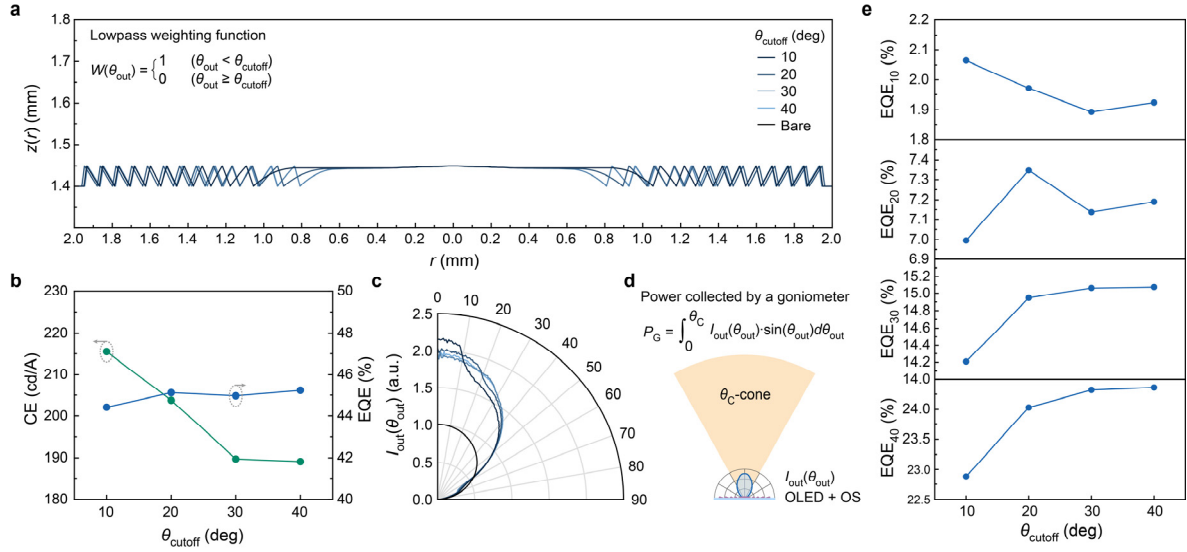 a
1.8
1.7
1.6
1.5
1.4
z(r) (mm)
Lowpass weighting function
W(θout) = { 1 (θout < θcutoff)
0 (θout ≥ θcutoff)
θcutoff (deg)
10
20
30
40
Bare
2.0 1.8 1.6 1.4 1.2 1.0 0.8 0.6 0.4 0.2 0.0 0.2 0.4 0.6 0.8 1.0 1.2 1.4 1.6 1.8 2.0
r (mm)
b
230
220
210
200
190
180
CE (cd/A)
50
48
46
44
42
40
EQE (%)
10 20 30 40
θcutoff (deg)
c
2.5
2.0
1.5
1.0
0.5
0.0
Iout(θout) (a.u.)
0 10 20 30 40 50 60 70 80 90
d
Power collected by a goniometer
PG = ∫0θC Iout(θout)·sin(θout)dθout
θC-cone
Iout(θout)
OLED + OS
e
2.2
2.1
2.0
1.9
1.8
EQE10 (%)
7.4
7.3
7.2
7.1
7.0
6.9
EQE20 (%)
15.2
15.0
14.8
14.6
14.4
14.2
14.0
EQE30 (%)
24.0
23.5
23.0
22.5
EQE40 (%)
10 20 30 40
θcutoff (deg)